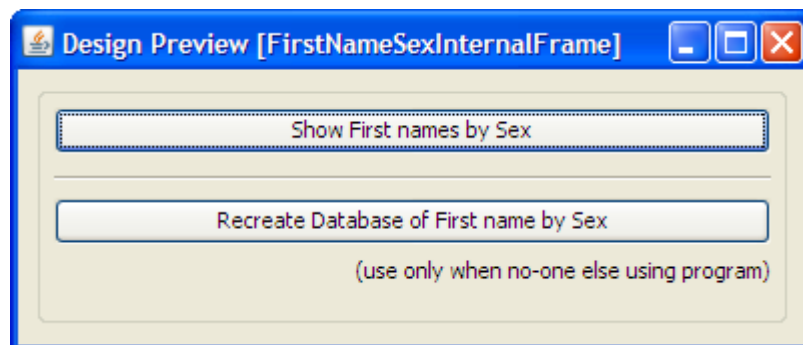 Design Preview [FirstNameSexInternalFrame]
Show First names by Sex
Recreate Database of First name by Sex
(use only when no-one else using program)